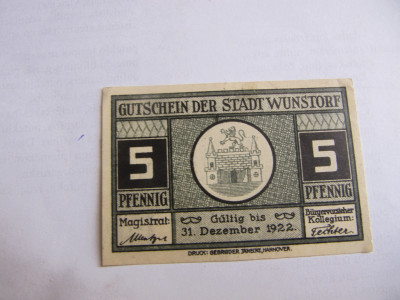 GUTSCHEIN DER STADT WUNSTORF
5 5
PFENNIG PFENNIG
Magistrat: Gültig bis Bürgervorsteher
31. Dezember 1922. Kollegium:
DRUCK: GEBRÜDER JÄNECKE, HANNOVER.